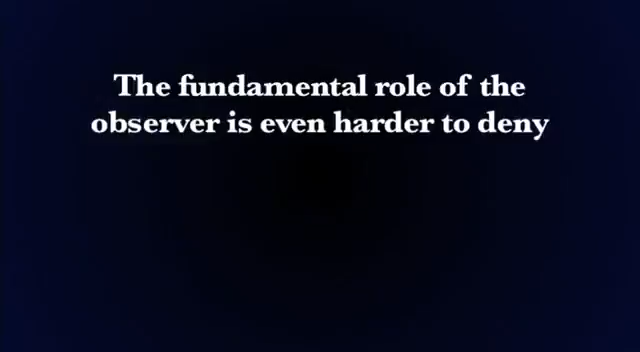 The fundamental role of the
observer is even harder to deny